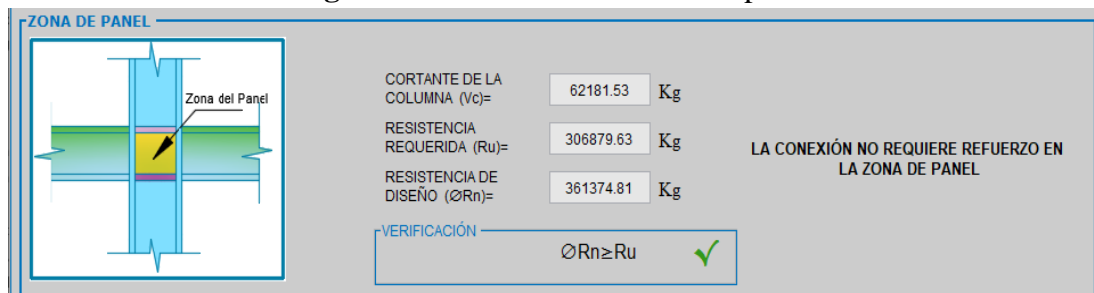 ZONA DE PANEL
Zona del Panel
CORTANTE DE LA
COLUMNA (Vc)= 62181.53 Kg
RESISTENCIA
REQUERIDA (Ru)= 306879.63 Kg
RESISTENCIA DE
DISEÑO (∅Rn)= 361374.81 Kg
LA CONEXIÓN NO REQUIERE REFUERZO EN
LA ZONA DE PANEL
VERIFICACIÓN
∅Rn≥Ru ✓